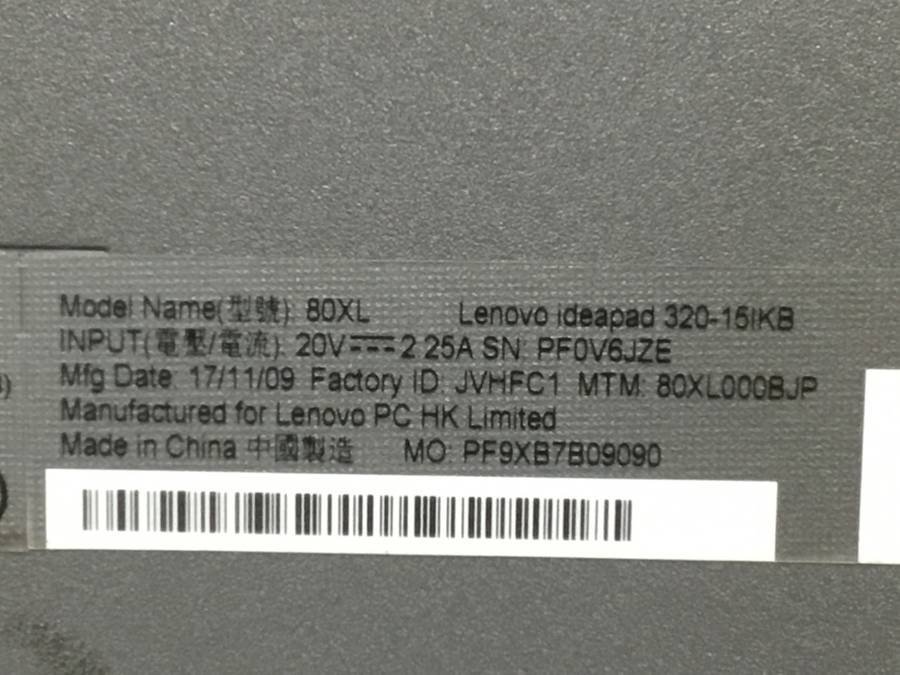 Model Name(型號): 80XL Lenovo ideapad 320-15IKB
INPUT(電壓/電流): 20V⎓2.25A SN: PF0V6JZE
Mfg Date: 17/11/09 Factory ID: JVHFC1 MTM: 80XL000BJP
Manufactured for Lenovo PC HK Limited
Made in China 中國製造 MO: PF9XB7B09090